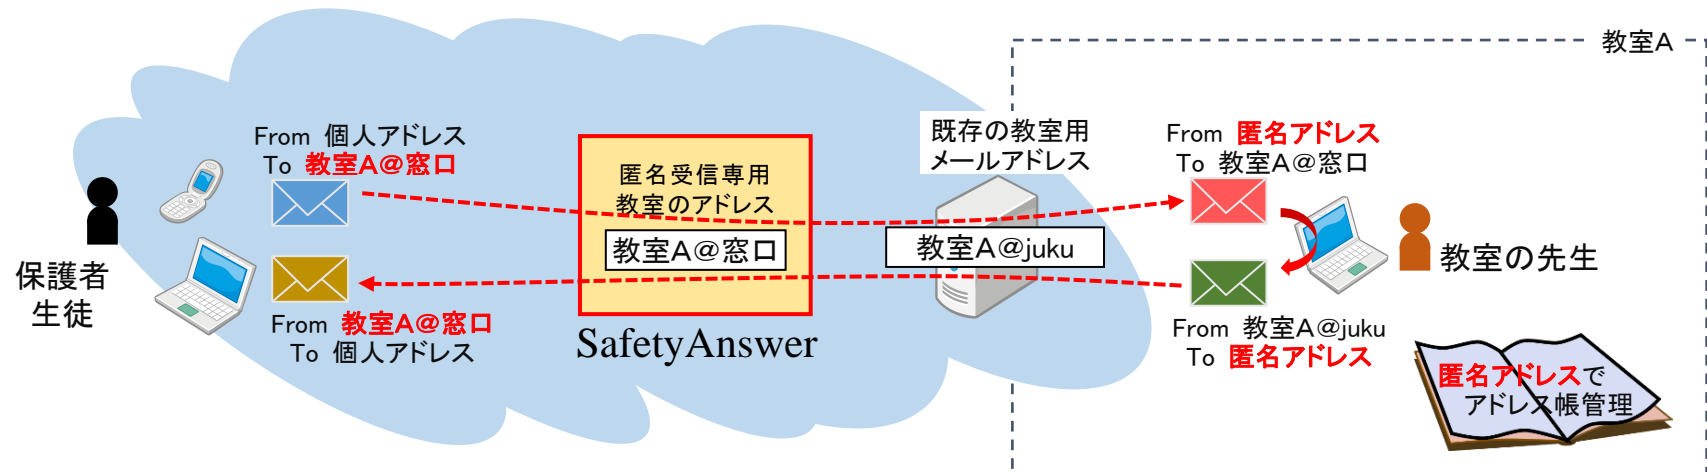 教室A
From 個人アドレス
To 教室A@窓口
匿名受信専用
教室のアドレス
教室A@窓口
既存の教室用
メールアドレス
教室A@juku
From 匿名アドレス
To 教室A@窓口
保護者
生徒
From 教室A@窓口
To 個人アドレス
SafetyAnswer
教室の先生
From 教室A@juku
To 匿名アドレス
匿名アドレスで
アドレス帳管理